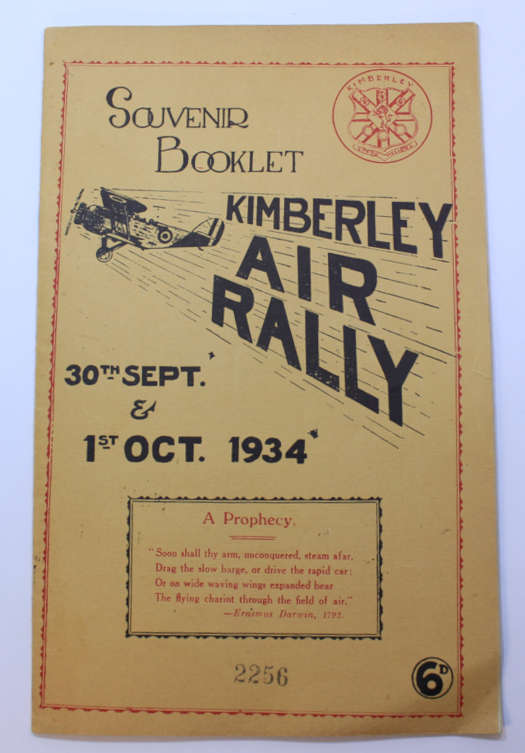 SOUVENIR
BOOKLET
KIMBERLEY
KIMBERLEY
AIR
RALLY
30TH SEPT.
&
1ST OCT. 1934
A Prophecy.
"Soon shall thy arm, unconquered, steam afar,
Drag the slow barge, or drive the rapid car;
Or on wide waving wings expanded bear
The flying chariot through the field of air."
—Erasmus Darwin, 1792.
2256
6D